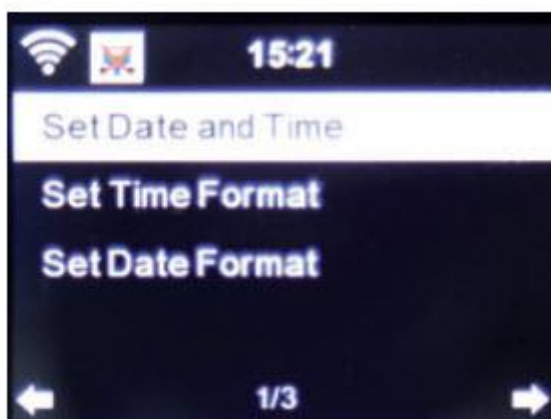 15:21
Set Date and Time
Set Time Format
Set Date Format
1/3